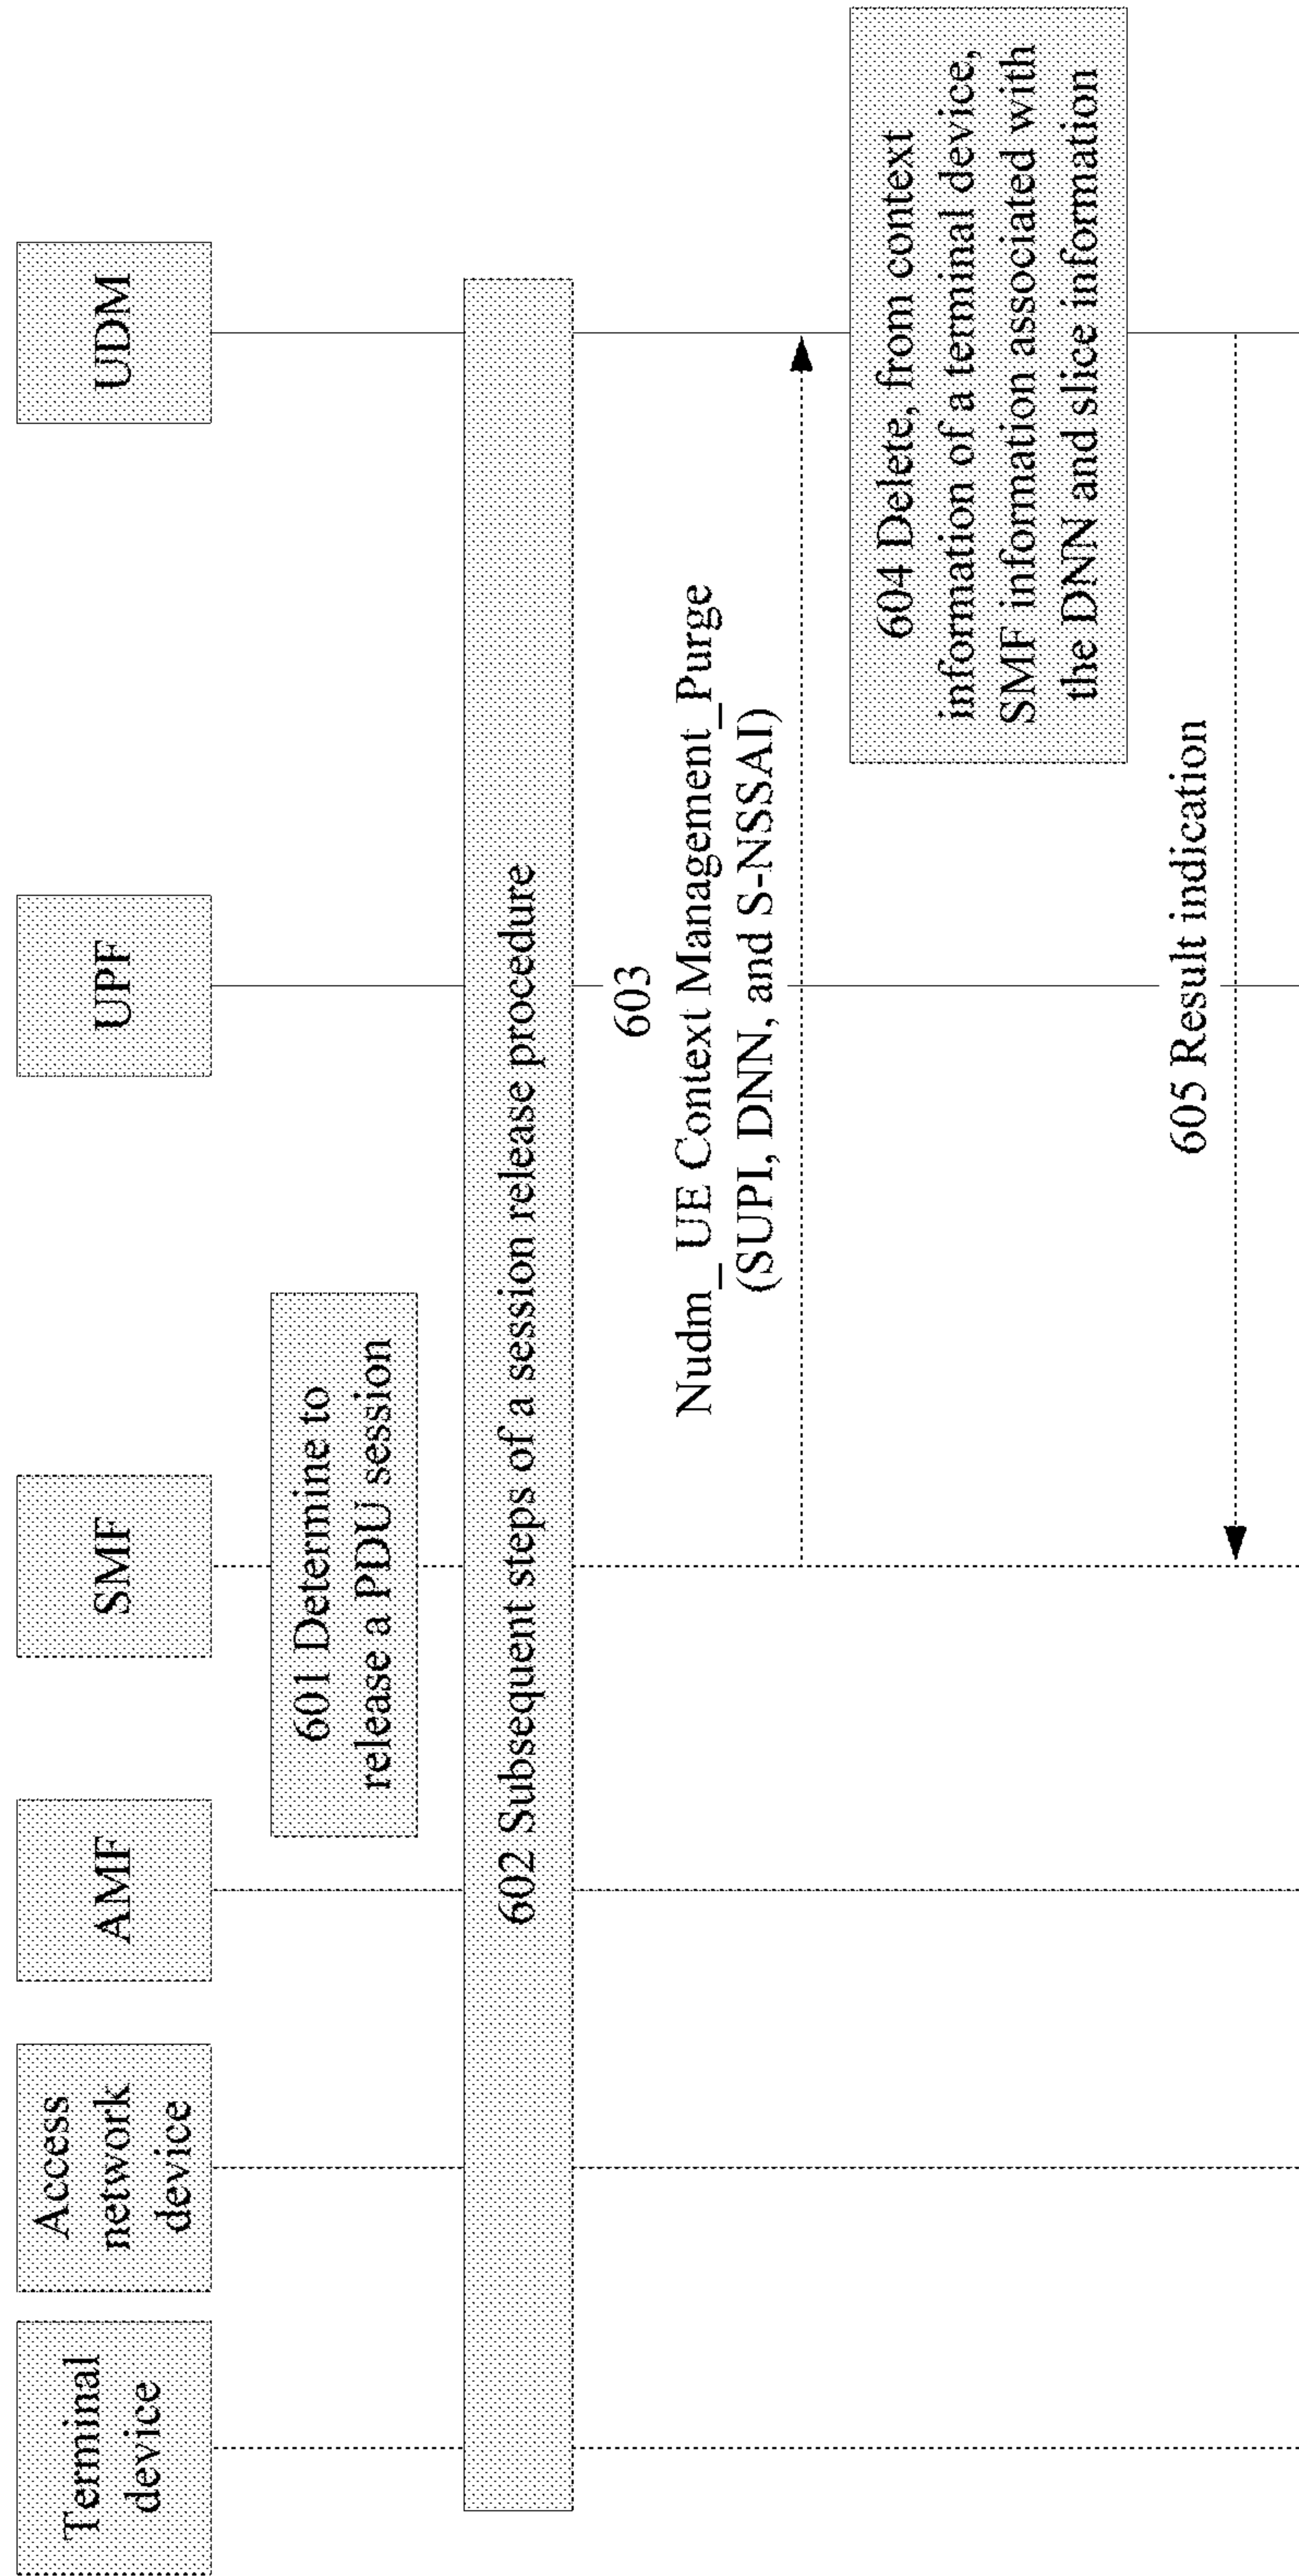 Terminal
device
Access
network
device
AMF
SMF
UPF
UDM
601 Determine to
release a PDU session
602 Subsequent steps of a session release procedure
603
Nudm_UE Context Management_Purge
(SUPI, DNN, and S-NSSAI)
604 Delete, from context
information of a terminal device,
SMF information associated with
the DNN and slice information
605 Result indication